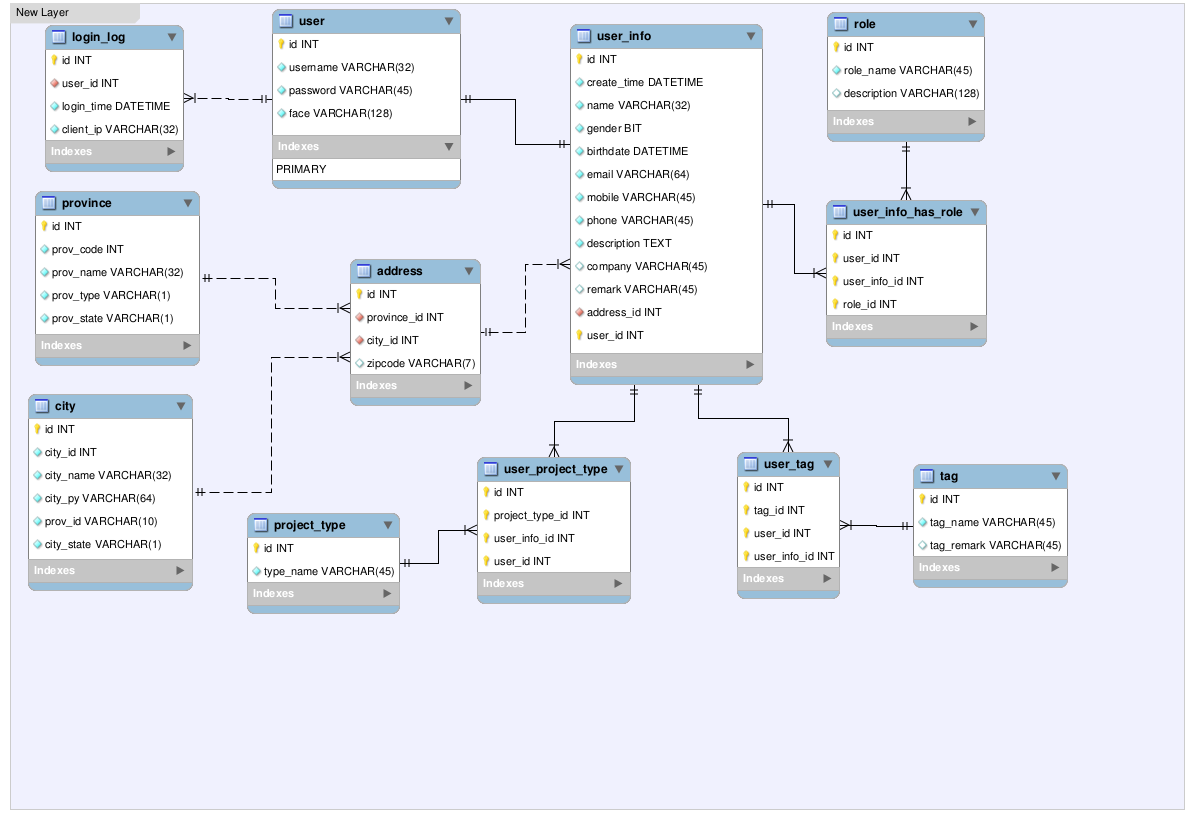 New Layer
login_log
id INT
user_id INT
login_time DATETIME
client_ip VARCHAR(32)
Indexes
user
id INT
username VARCHAR(32)
password VARCHAR(45)
face VARCHAR(128)
Indexes
PRIMARY
user_info
id INT
create_time DATETIME
name VARCHAR(32)
gender BIT
birthdate DATETIME
email VARCHAR(64)
mobile VARCHAR(45)
phone VARCHAR(45)
description TEXT
company VARCHAR(45)
remark VARCHAR(45)
address_id INT
user_id INT
Indexes
role
id INT
role_name VARCHAR(45)
description VARCHAR(128)
Indexes
province
id INT
prov_code INT
prov_name VARCHAR(32)
prov_type VARCHAR(1)
prov_state VARCHAR(1)
Indexes
address
id INT
province_id INT
city_id INT
zipcode VARCHAR(7)
Indexes
user_info_has_role
id INT
user_id INT
user_info_id INT
role_id INT
Indexes
city
id INT
city_id INT
city_name VARCHAR(32)
city_py VARCHAR(64)
prov_id VARCHAR(10)
city_state VARCHAR(1)
Indexes
project_type
id INT
type_name VARCHAR(45)
Indexes
user_project_type
id INT
project_type_id INT
user_info_id INT
user_id INT
Indexes
user_tag
id INT
tag_id INT
user_id INT
user_info_id INT
Indexes
tag
id INT
tag_name VARCHAR(45)
tag_remark VARCHAR(45)
Indexes